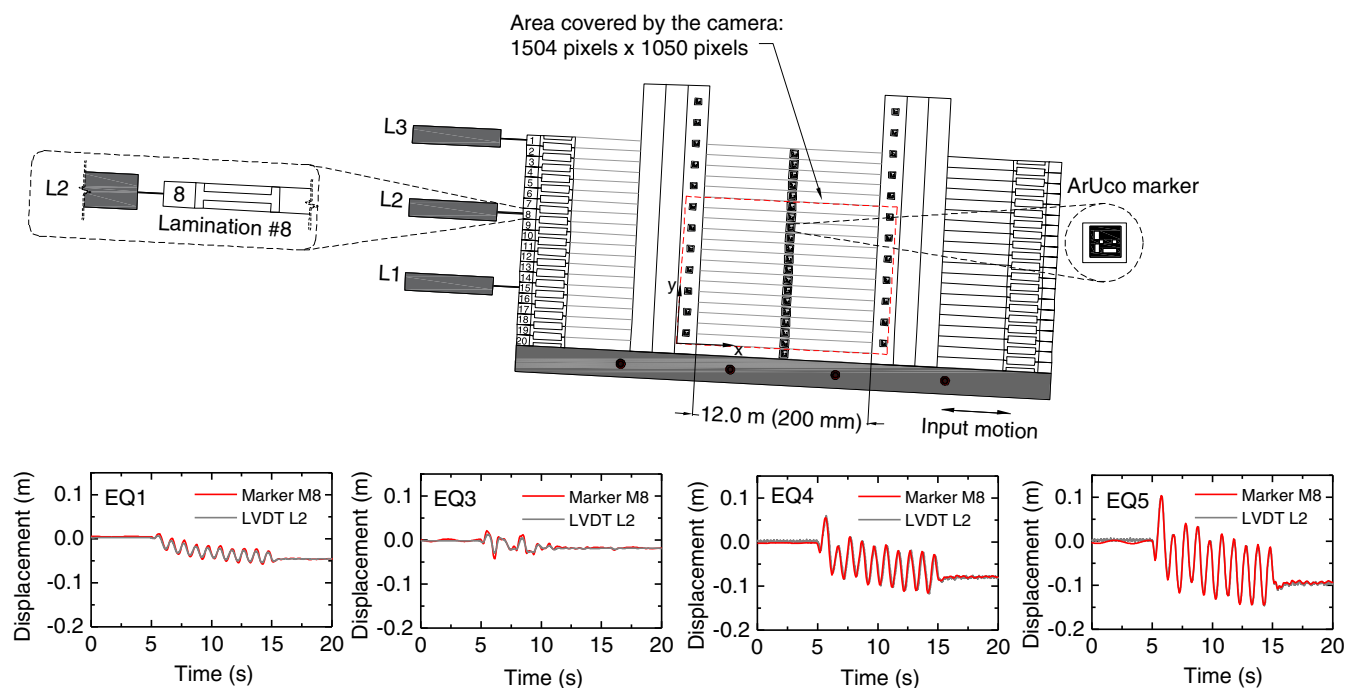 Area covered by the camera:
1504 pixels x 1050 pixels
L3
L2
L1
L2
8
Lamination #8
1
2
3
4
5
6
7
8
9
10
11
12
13
14
15
16
17
18
19
20
ArUco marker
y
x
12.0 m (200 mm)
Input motion
EQ1
Marker M8
LVDT L2
Displacement (m)
0.1
0.0
-0.1
-0.2
0 5 10 15 20
Time (s)
EQ3
Marker M8
LVDT L2
Displacement (m)
0.1
0.0
-0.1
-0.2
0 5 10 15 20
Time (s)
EQ4
Marker M8
LVDT L2
Displacement (m)
0.1
0.0
-0.1
-0.2
0 5 10 15 20
Time (s)
EQ5
Marker M8
LVDT L2
Displacement (m)
0.1
0.0
-0.1
-0.2
0 5 10 15 20
Time (s)